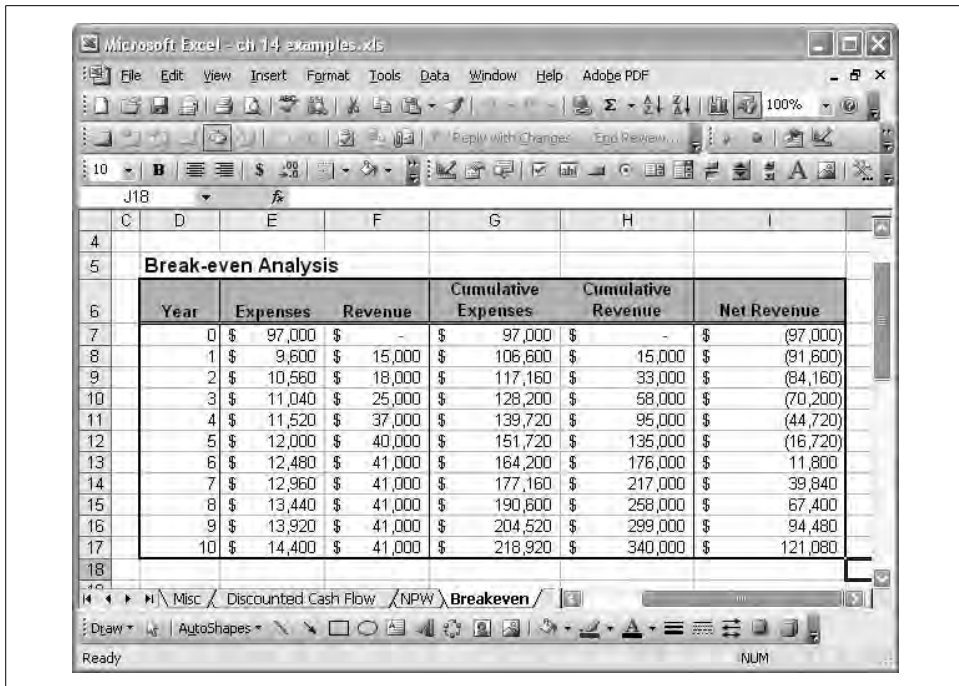 Microsoft Excel - ch 14 examples.xls
File Edit View Insert Format Tools Data Window Help Adobe PDF
100%
Reply with Changes... End Review...
10 B $ .00 abl A
J18 fx
C D E F G H I
4
5 Break-even Analysis
6 Year Expenses Revenue Cumulative Expenses Cumulative Revenue Net Revenue
7 0 $ 97,000 $ - $ 97,000 $ - $ (97,000)
8 1 $ 9,600 $ 15,000 $ 106,600 $ 15,000 $ (91,600)
9 2 $ 10,560 $ 18,000 $ 117,160 $ 33,000 $ (84,160)
10 3 $ 11,040 $ 25,000 $ 128,200 $ 58,000 $ (70,200)
11 4 $ 11,520 $ 37,000 $ 139,720 $ 95,000 $ (44,720)
12 5 $ 12,000 $ 40,000 $ 151,720 $ 135,000 $ (16,720)
13 6 $ 12,480 $ 41,000 $ 164,200 $ 176,000 $ 11,800
14 7 $ 12,960 $ 41,000 $ 177,160 $ 217,000 $ 39,840
15 8 $ 13,440 $ 41,000 $ 190,600 $ 258,000 $ 67,400
16 9 $ 13,920 $ 41,000 $ 204,520 $ 299,000 $ 94,480
17 10 $ 14,400 $ 41,000 $ 218,920 $ 340,000 $ 121,080
18
Misc Discounted Cash Flow NPW Breakeven
Draw AutoShapes A
Ready NUM